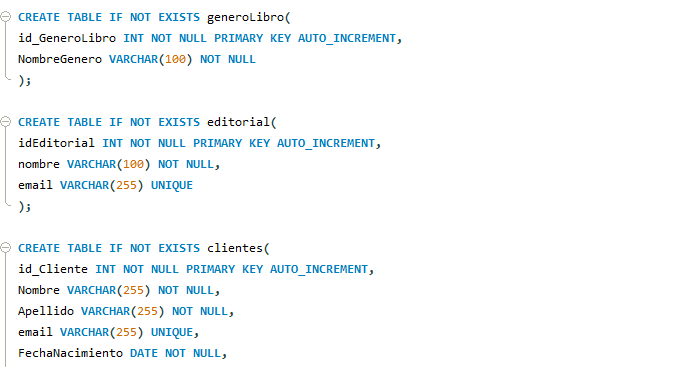 CREATE TABLE IF NOT EXISTS generoLibro(
id_GeneroLibro INT NOT NULL PRIMARY KEY AUTO_INCREMENT,
NombreGenero VARCHAR(100) NOT NULL
);
CREATE TABLE IF NOT EXISTS editorial(
idEditorial INT NOT NULL PRIMARY KEY AUTO_INCREMENT,
nombre VARCHAR(100) NOT NULL,
email VARCHAR(255) UNIQUE
);
CREATE TABLE IF NOT EXISTS clientes(
id_Cliente INT NOT NULL PRIMARY KEY AUTO_INCREMENT,
Nombre VARCHAR(255) NOT NULL,
Apellido VARCHAR(255) NOT NULL,
email VARCHAR(255) UNIQUE,
FechaNacimiento DATE NOT NULL,